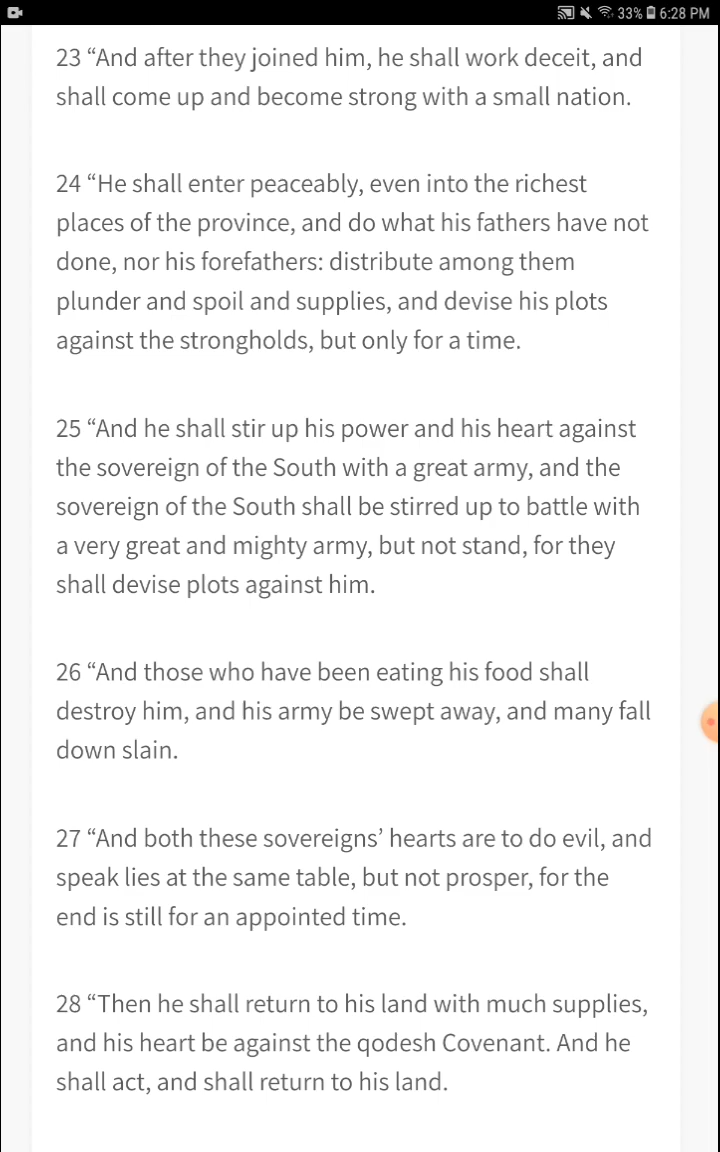 33% 6:28 PM
23 “And after they joined him, he shall work deceit, and
shall come up and become strong with a small nation.
24 “He shall enter peaceably, even into the richest
places of the province, and do what his fathers have not
done, nor his forefathers: distribute among them
plunder and spoil and supplies, and devise his plots
against the strongholds, but only for a time.
25 “And he shall stir up his power and his heart against
the sovereign of the South with a great army, and the
sovereign of the South shall be stirred up to battle with
a very great and mighty army, but not stand, for they
shall devise plots against him.
26 “And those who have been eating his food shall
destroy him, and his army be swept away, and many fall
down slain.
27 “And both these sovereigns’ hearts are to do evil, and
speak lies at the same table, but not prosper, for the
end is still for an appointed time.
28 “Then he shall return to his land with much supplies,
and his heart be against the qodesh Covenant. And he
shall act, and shall return to his land.